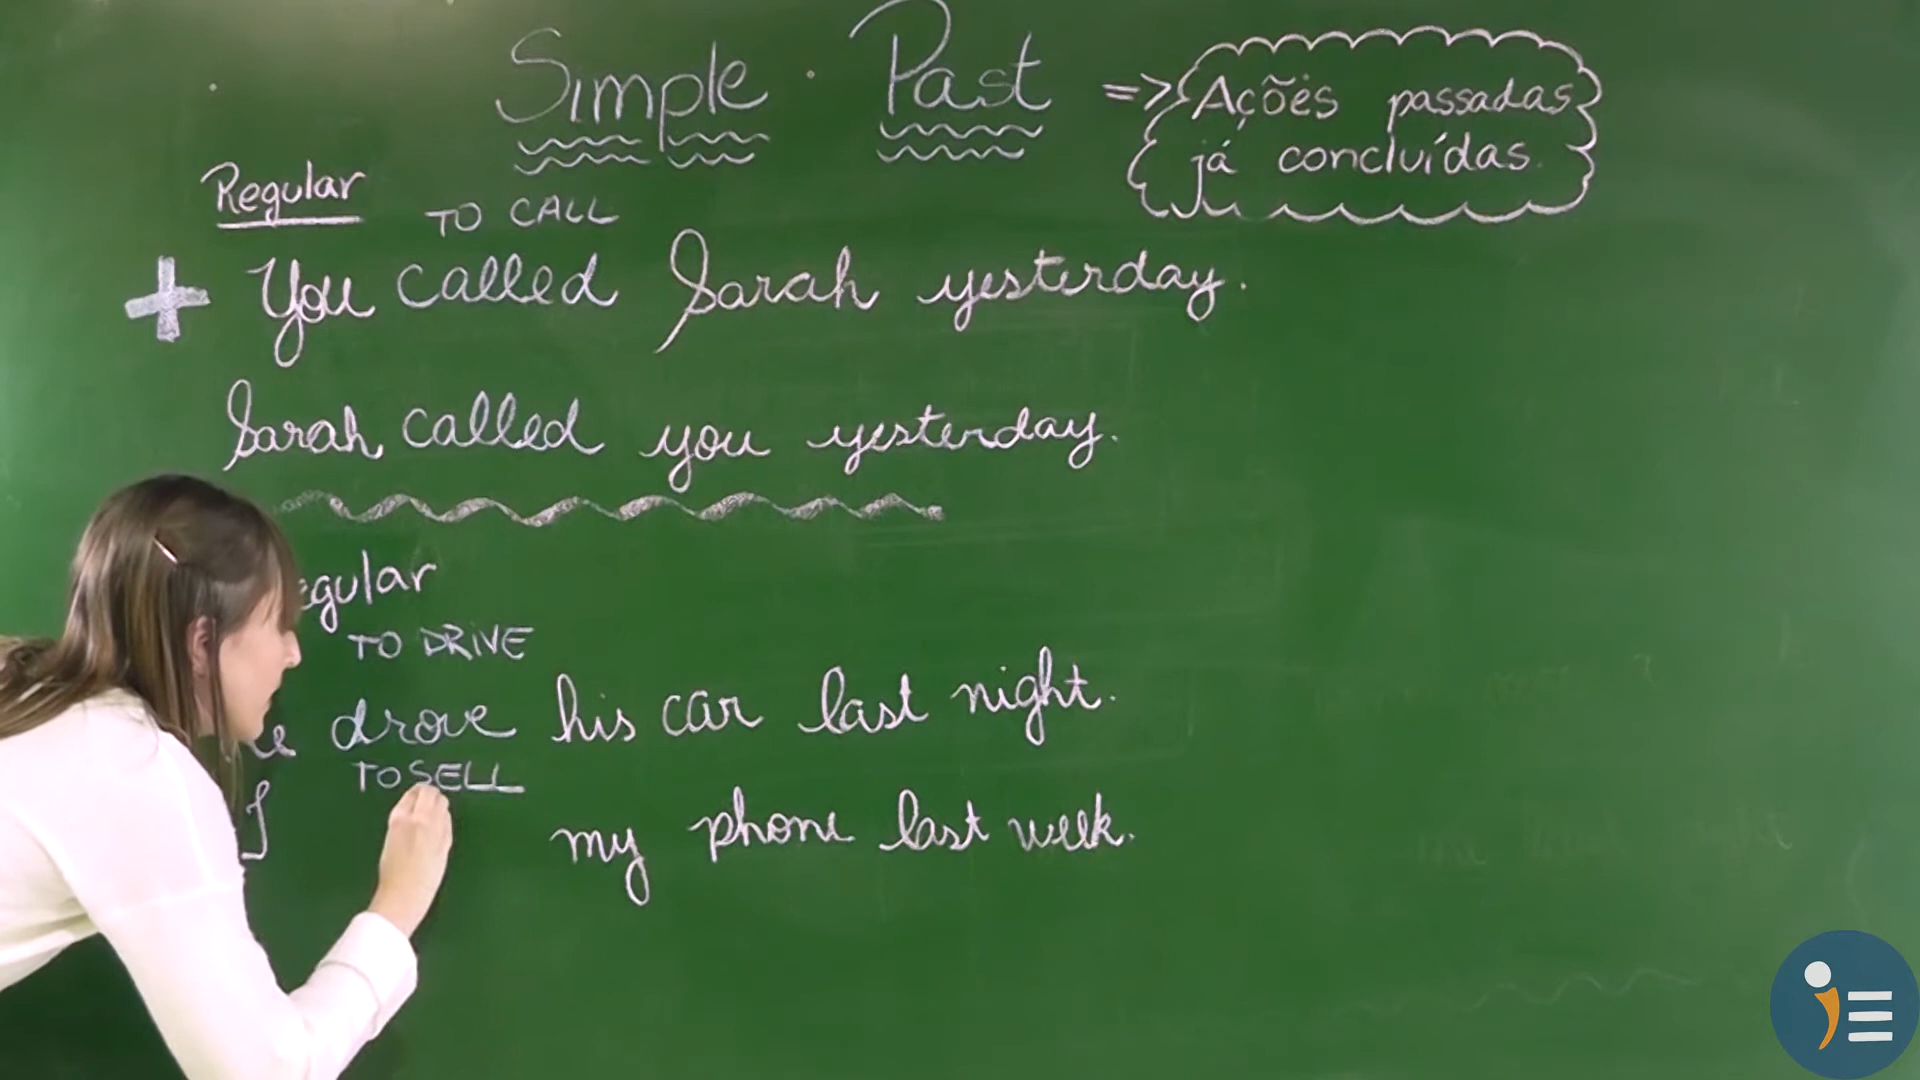 Simple Past => Ações passadas
já concluídas.
Regular
TO CALL
+ You called Sarah yesterday.
Sarah called you yesterday.
egular
TO DRIVE
drove his car last night.
TO SELL
I my phone last week.